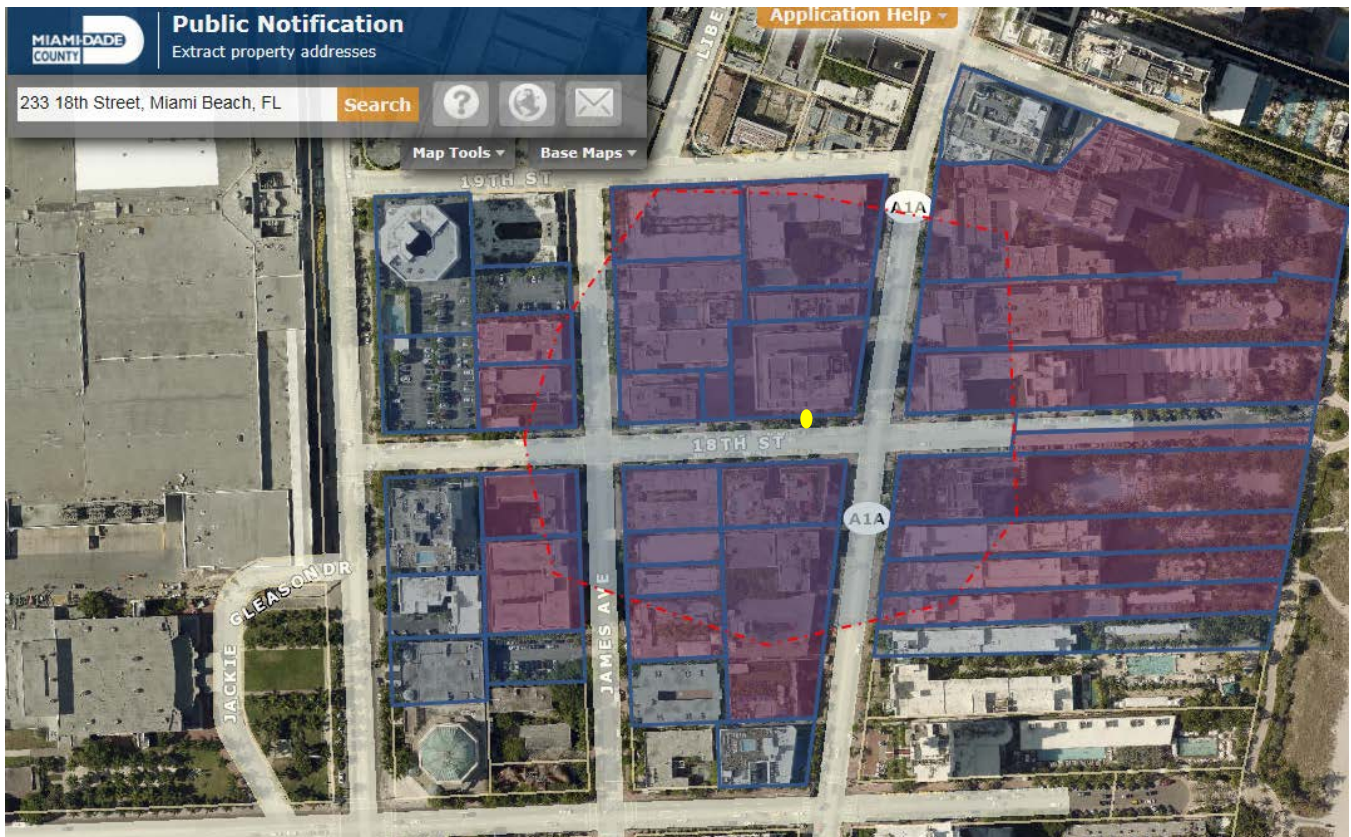 MIAMI-DADE
COUNTY
Public Notification
Extract property addresses
Application Help
233 18th Street, Miami Beach, FL
Search
?
Map Tools
Base Maps
LIBER
19TH ST
A1A
18TH ST
A1A
JAMES AVE
JACKIE
GLEASON DR